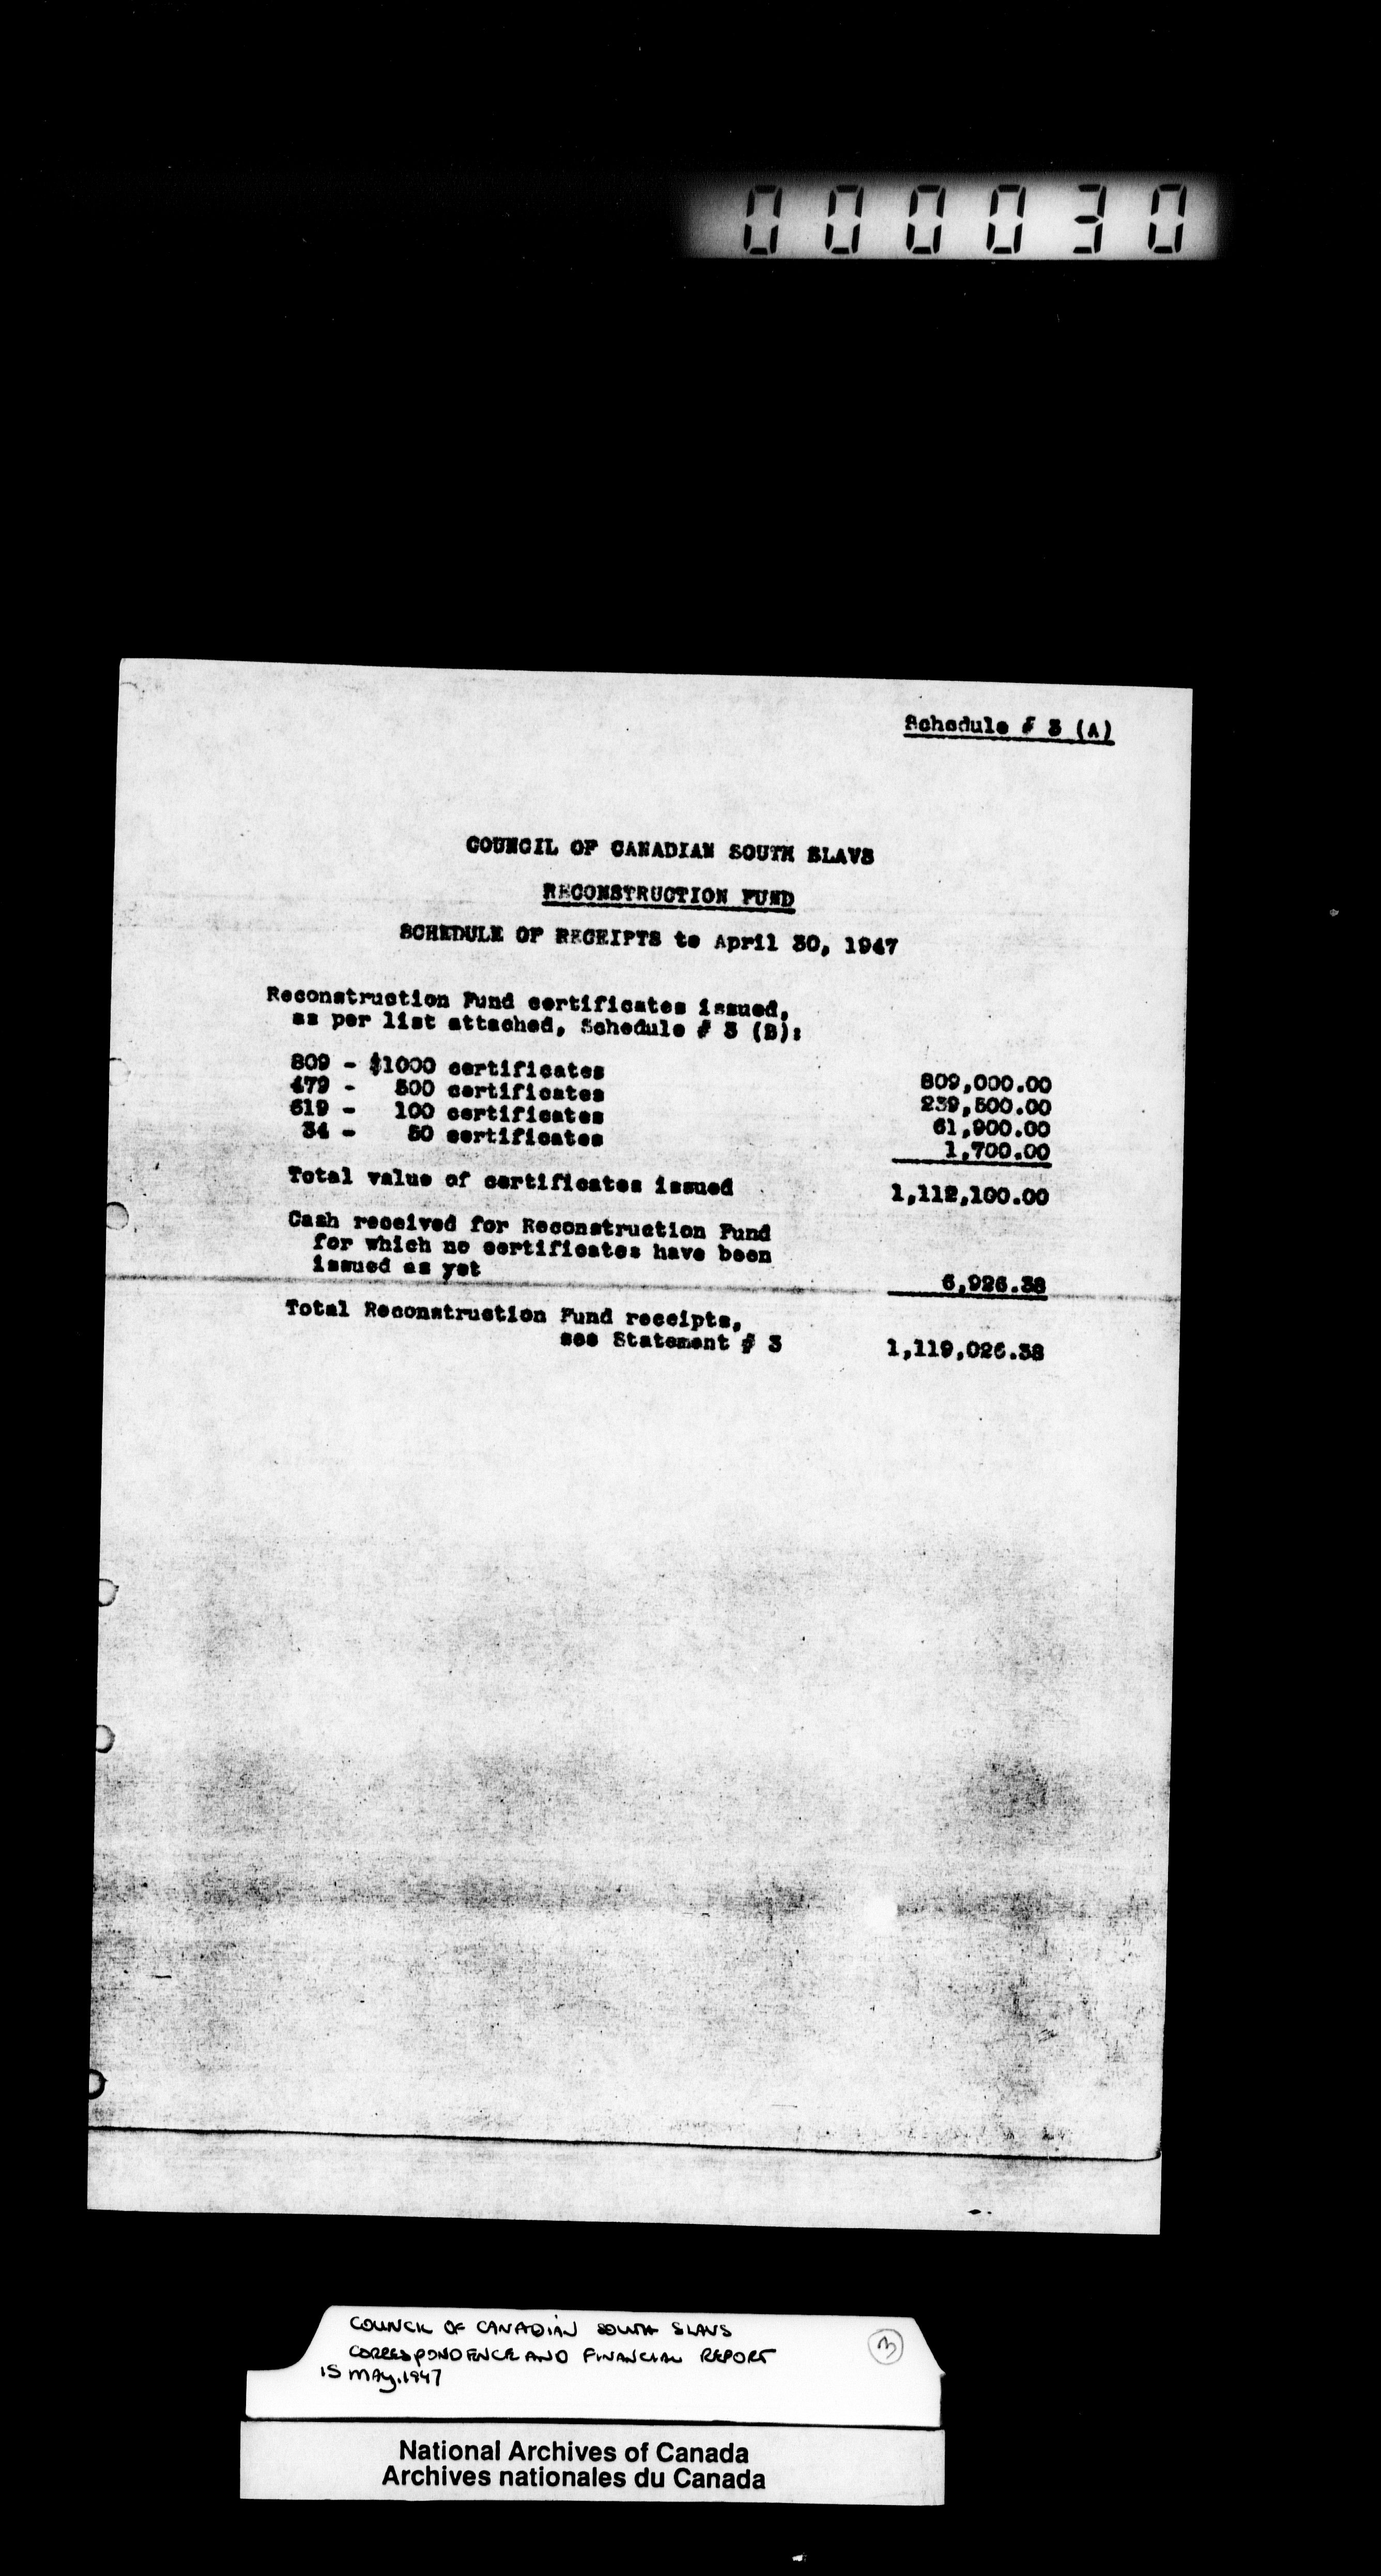 000030
Schedule # 3 (A)
COUNCIL OF CANADIAN SOUTH SLAVS
RECONSTRUCTION FUND
SCHEDULE OF RECEIPTS to April 30, 1947
Reconstruction Fund certificates issued,
as per list attached, Schedule # 3 (B):
809 - $1000 certificates 809,000.00
479 - 500 certificates 239,500.00
619 - 100 certificates 61,900.00
34 - 50 certificates 1,700.00
Total value of certificates issued 1,112,100.00
Cash received for Reconstruction Fund
for which no certificates have been
issued as yet 6,926.38
Total Reconstruction Fund receipts,
see Statement # 3 1,119,026.38
COUNCIL OF CANADIAN SOUTH SLAVS
CORRESPONDENCE AND FINANCIAL REPORT
15 MAY.1947
3
National Archives of Canada
Archives nationales du Canada